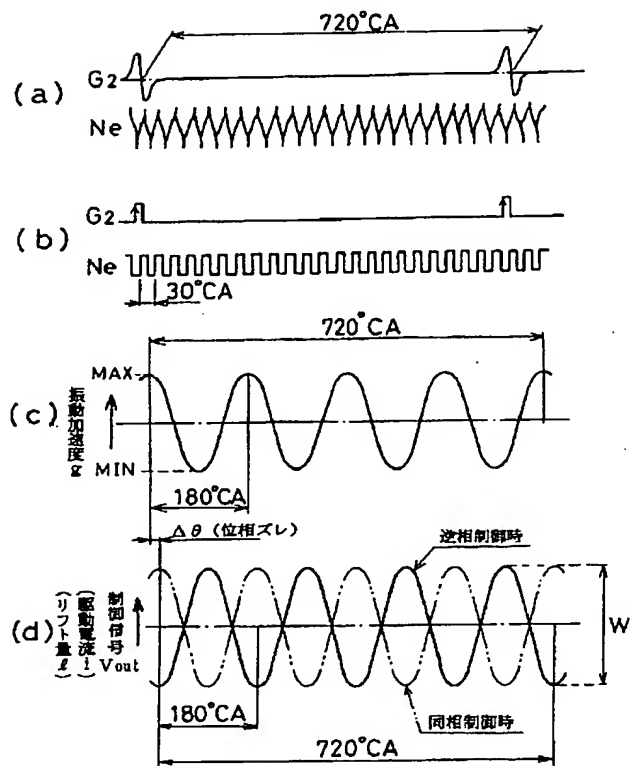 720°CA
(a)
G2
Ne
(b)
G2
Ne
30°CA
720°CA
(c)
振動加速度g
MAX
MIN
180°CA
Δθ(位相ズレ)
逆相制御時
(d)
制御信号Vout
(駆動電流i)
(リフト量ℓ)
W
180°CA
同相制御時
720°CA